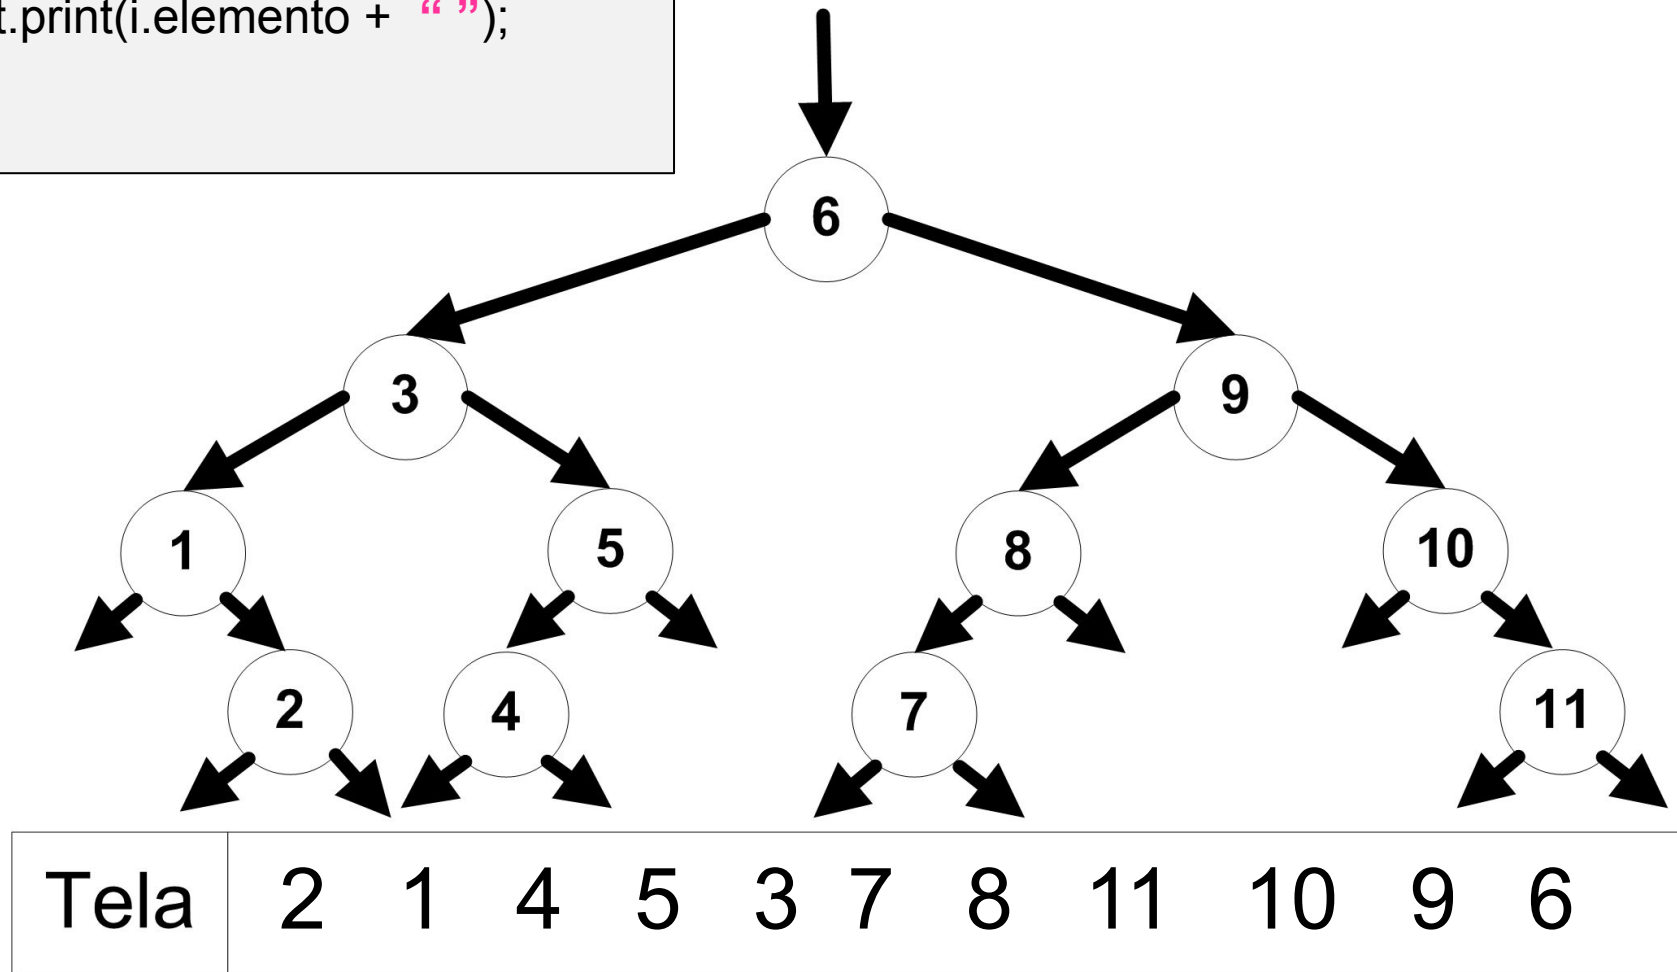 t.print(i.elemento + “ ”);
6
3 9
1 5 8 10
2 4 7 11
Tela 2 1 4 5 3 7 8 11 10 9 6